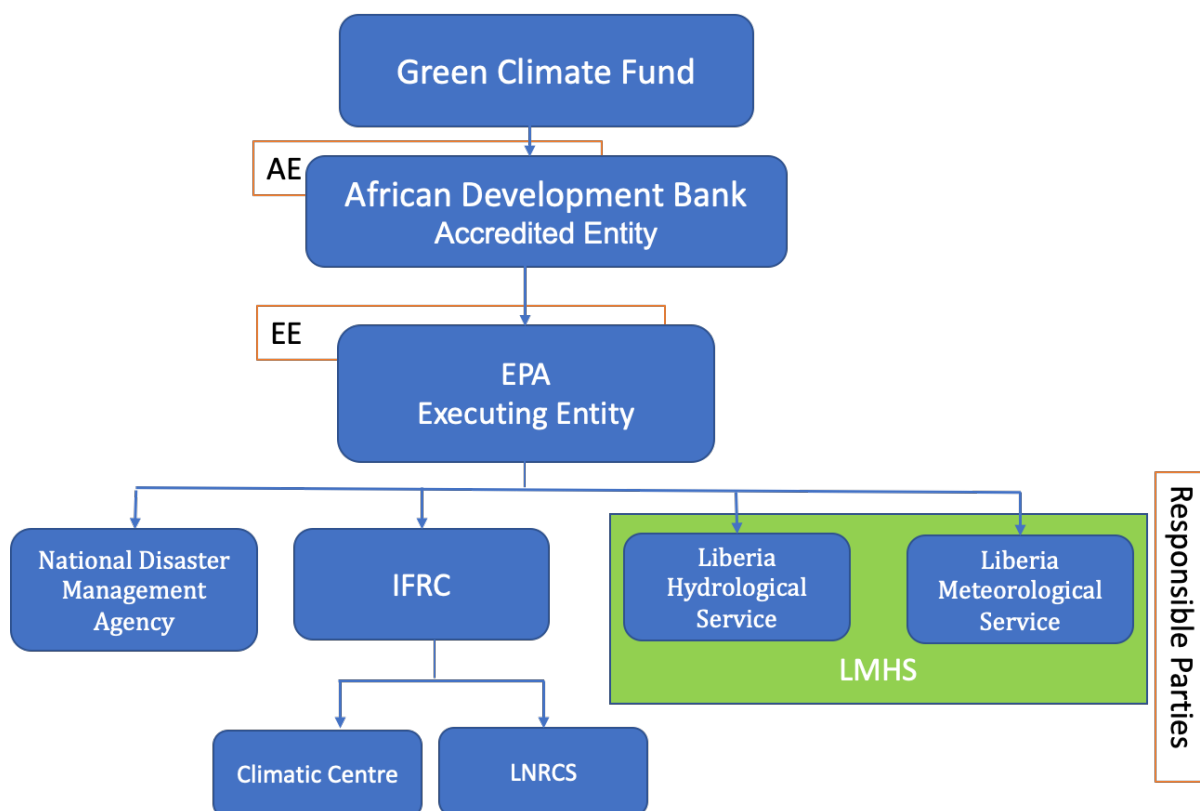 Green Climate Fund
AE
African Development Bank
Accredited Entity
EE
EPA
Executing Entity
National Disaster
Management
Agency
IFRC
Liberia
Hydrological
Service
Liberia
Meteorological
Service
LMHS
Responsible Parties
Climatic Centre
LNRCS